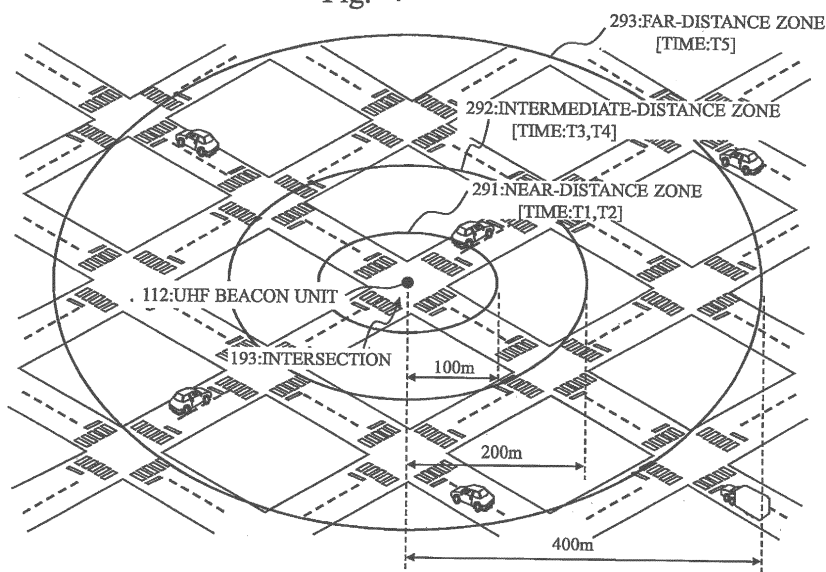 Fig.
293:FAR-DISTANCE ZONE
[TIME:T5]
292:INTERMEDIATE-DISTANCE ZONE
[TIME:T3,T4]
291:NEAR-DISTANCE ZONE
[TIME:T1,T2]
112:UHF BEACON UNIT
193:INTERSECTION
100m
200m
400m